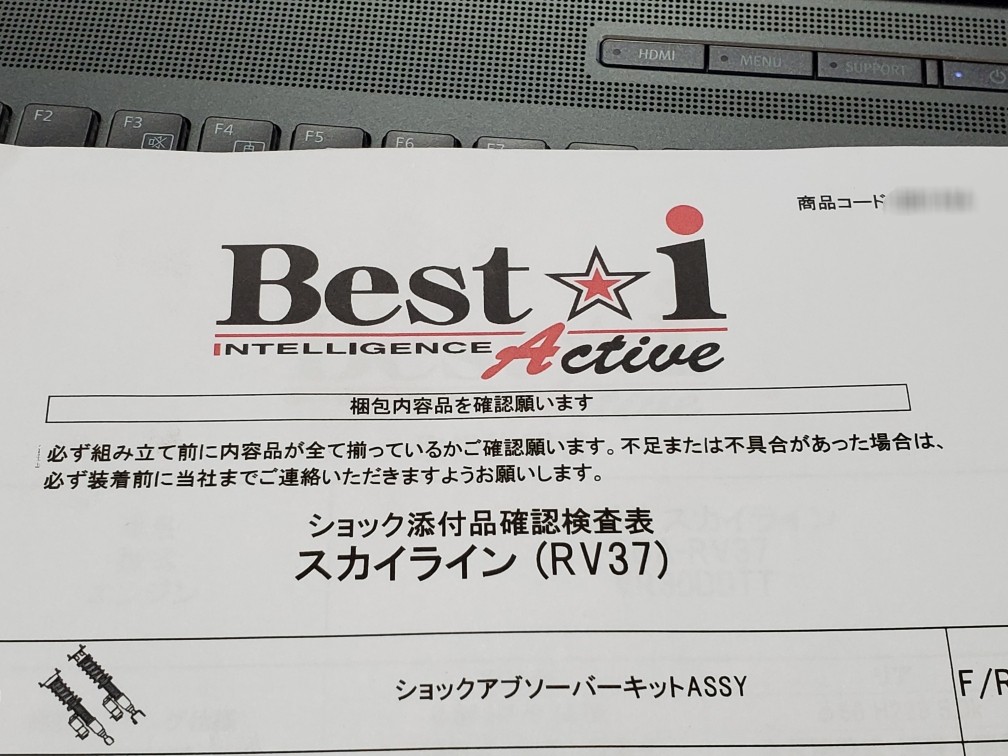 HDMI
MENU
SUPPORT
F2
F3
F4
F5
F6
F7
商品コード
Best☆i
INTELLIGENCE Active
梱包内容品を確認願います
必ず組み立て前に内容品が全て揃っているかご確認願います。不足または不具合があった場合は、
必ず装着前に当社までご連絡いただきますようお願いします。
ショック添付品確認検査表
スカイライン (RV37)
ショックアブソーバーキットASSY
F/R